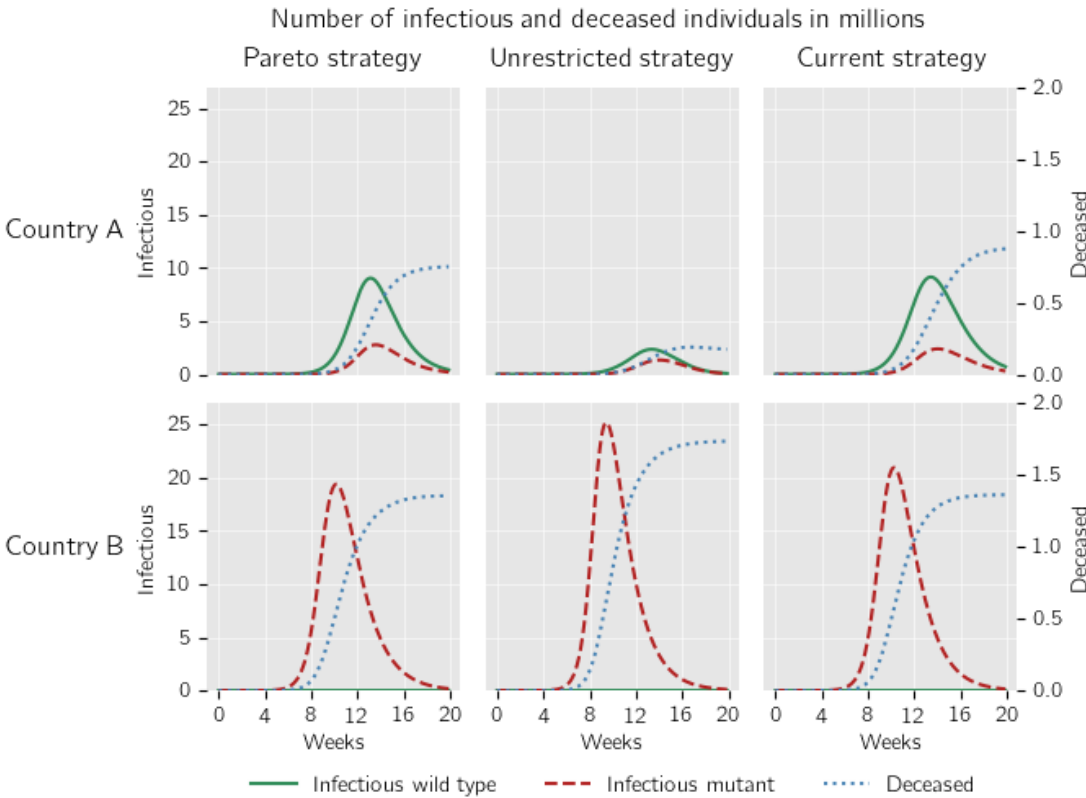 Number of infectious and deceased individuals in millions
Pareto strategy Unrestricted strategy Current strategy
Country A
Infectious
25
20
15
10
5
0
2.0
1.5
1.0
0.5
0.0
Deceased
Country B
Infectious
25
20
15
10
5
0
2.0
1.5
1.0
0.5
0.0
Deceased
0 4 8 12 16 20 0 4 8 12 16 20 0 4 8 12 16 20
Weeks Weeks Weeks
Infectious wild type Infectious mutant Deceased